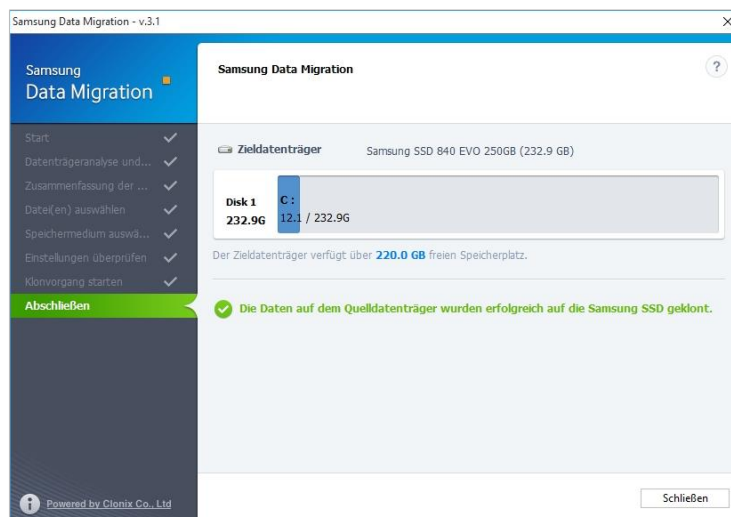 Samsung Data Migration - v.3.1
Samsung
Data Migration
Samsung Data Migration
?
Start
Datenträgeranalyse und...
Zusammenfassung der ...
Datei(en) auswählen
Speichermedium auswä...
Einstellungen überprüfen
Klonvorgang starten
Abschließen
Zieldatenträger Samsung SSD 840 EVO 250GB (232.9 GB)
Disk 1 C :
232.9G 12.1 / 232.9G
Der Zieldatenträger verfügt über 220.0 GB freien Speicherplatz.
Die Daten auf dem Quelldatenträger wurden erfolgreich auf die Samsung SSD geklont.
Powered by Clonix Co., Ltd
Schließen